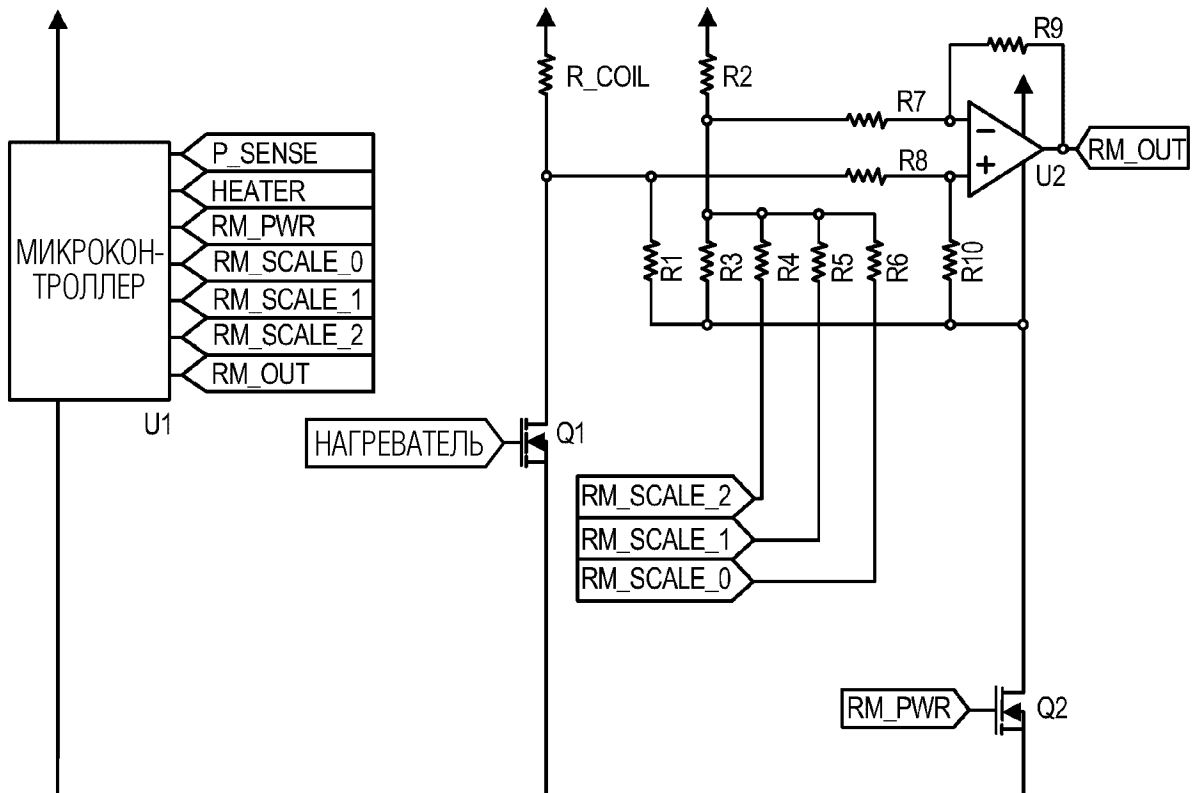 R_COIL
R2
R9
R7
U2
RM_OUT
R8
P_SENSE
HEATER
RM_PWR
RM_SCALE_0
RM_SCALE_1
RM_SCALE_2
RM_OUT
МИКРОКОН-
ТРОЛЛЕР
U1
R1
R3
R4
R5
R6
R10
НАГРЕВАТЕЛЬ
Q1
RM_SCALE_2
RM_SCALE_1
RM_SCALE_0
RM_PWR
Q2